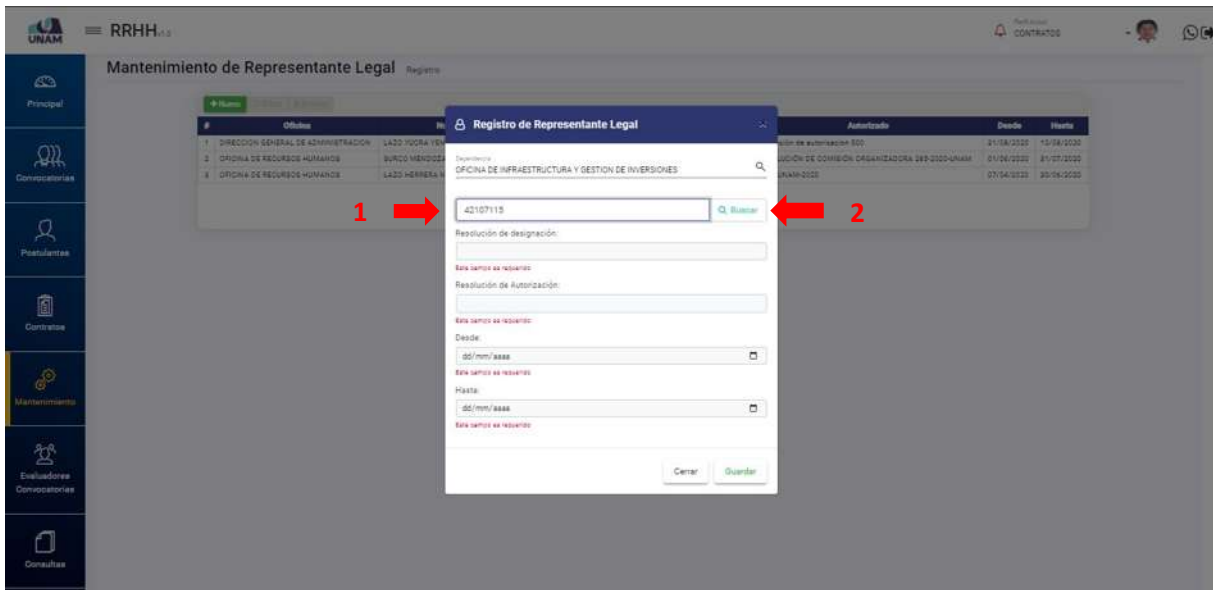 UNAM
RRHH v1.0
CONTRATOS
Mantenimiento de Representante Legal Registro
Principal
Convocatorias
Postulantes
Contratos
Mantenimiento
Evaluadores
Convocatorias
Consultas
+Nuevo
# Oficina Autorizado Desde Hasta
1 DIRECCION GENERAL DE ADMINISTRACION
2 OFICINA DE RECURSOS HUMANOS
3 OFICINA DE RECURSOS HUMANOS LAZO HERRERA
Registro de Representante Legal
Dependencia
OFICINA DE INFRAESTRUCTURA Y GESTION DE INVERSIONES
1
42107115
Buscar
2
Resolución de designación:
Este campo es requerido
Resolución de Autorización:
Este campo es requerido
Desde:
dd/mm/aaaa
Este campo es requerido
Hasta:
dd/mm/aaaa
Este campo es requerido
Cerrar Guardar